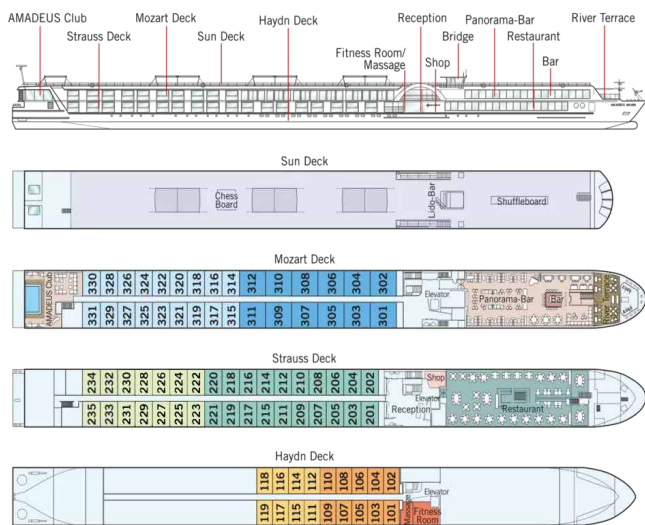 AMADEUS Club
Mozart Deck
Reception
Panorama-Bar
River Terrace
Strauss Deck
Sun Deck
Haydn Deck
Bridge
Restaurant
Fitness Room/
Massage
Shop
Bar
Sun Deck
Chess
Board
Lido-Bar
Shuffleboard
Mozart Deck
AMADEUS Club
330 328 326 324 322 320 318 316 314 312 310 308 306 304 302
Elevator
Panorama-Bar
Bar
River Terrace
331 329 327 325 323 321 319 317 315 311 309 307 305 303 301
Strauss Deck
234 232 230 228 226 224 222 220 218 216 214 212 210 208 206 204 202
Shop
Elevator
Reception
Restaurant
235 233 231 229 227 225 223 221 219 217 215 211 209 207 205 203 201
Haydn Deck
118 116 114 112 110 108 106 104 102
Elevator
119 117 115 111 109 107 105 103 101
Massage
Fitness
Room